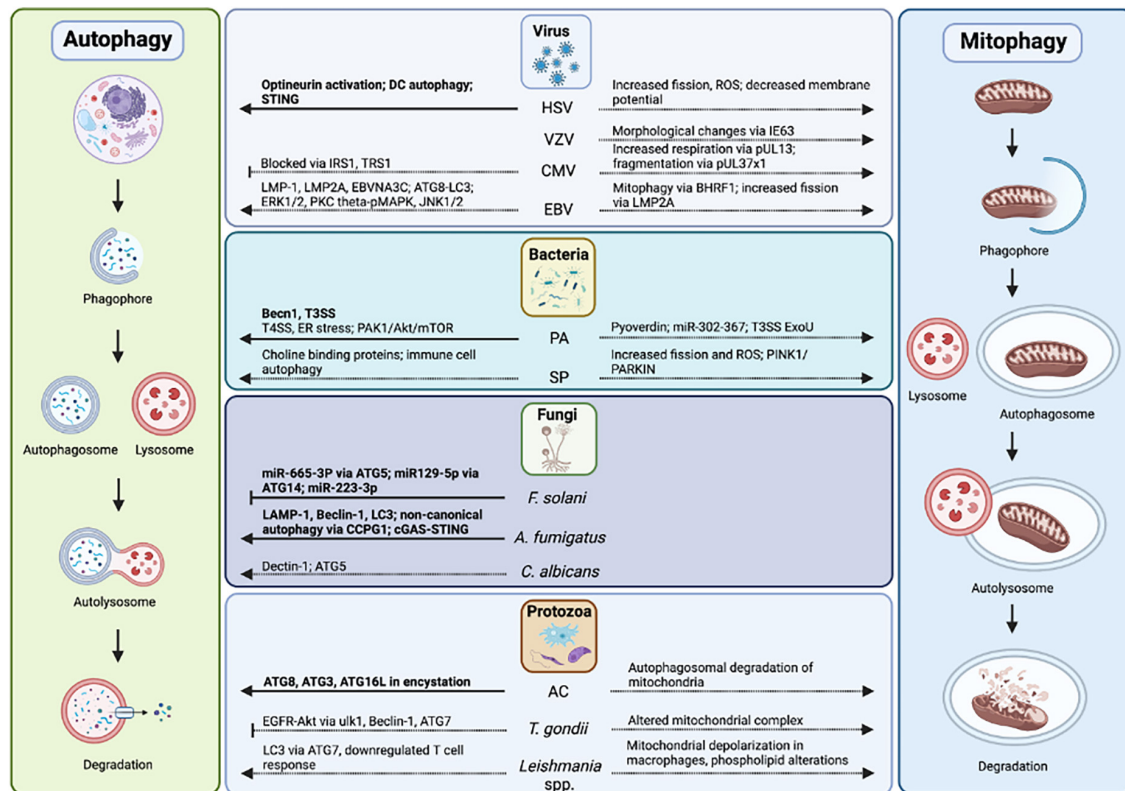 Autophagy
Phagophore
Autophagosome
Lysosome
Autolysosome
Degradation
Virus
Optineurin activation; DC autophagy;
STING
HSV
Increased fission, ROS; decreased membrane
potential
VZV
Morphological changes via IE63
Blocked via IRS1, TRS1
CMV
Increased respiration via pUL13;
fragmentation via pUL37x1
LMP-1, LMP2A, EBVNA3C; ATG8-LC3;
ERK1/2, PKC theta-pMAPK, JNK1/2
EBV
Mitophagy via BHRF1; increased fission
via LMP2A
Bacteria
Becn1, T3SS
T4SS, ER stress; PAK1/Akt/mTOR
PA
Pyoverdin; miR-302-367; T3SS ExoU
Choline binding proteins; immune cell
autophagy
SP
Increased fission and ROS; PINK1/
PARKIN
Fungi
miR-665-3P via ATG5; miR129-5p via
ATG14; miR-223-3p
F. solani
LAMP-1, Beclin-1, LC3; non-canonical
autophagy via CCPG1; cGAS-STING
A. fumigatus
Dectin-1; ATG5
C. albicans
Protozoa
ATG8, ATG3, ATG16L in encystation
AC
Autophagosomal degradation of
mitochondria
EGFR-Akt via ulk1, Beclin-1, ATG7
T. gondii
Altered mitochondrial complex
LC3 via ATG7, downregulated T cell
response
Leishmania
spp.
Mitochondrial depolarization in
macrophages, phospholipid alterations
Mitophagy
Phagophore
Lysosome
Autophagosome
Autolysosome
Degradation